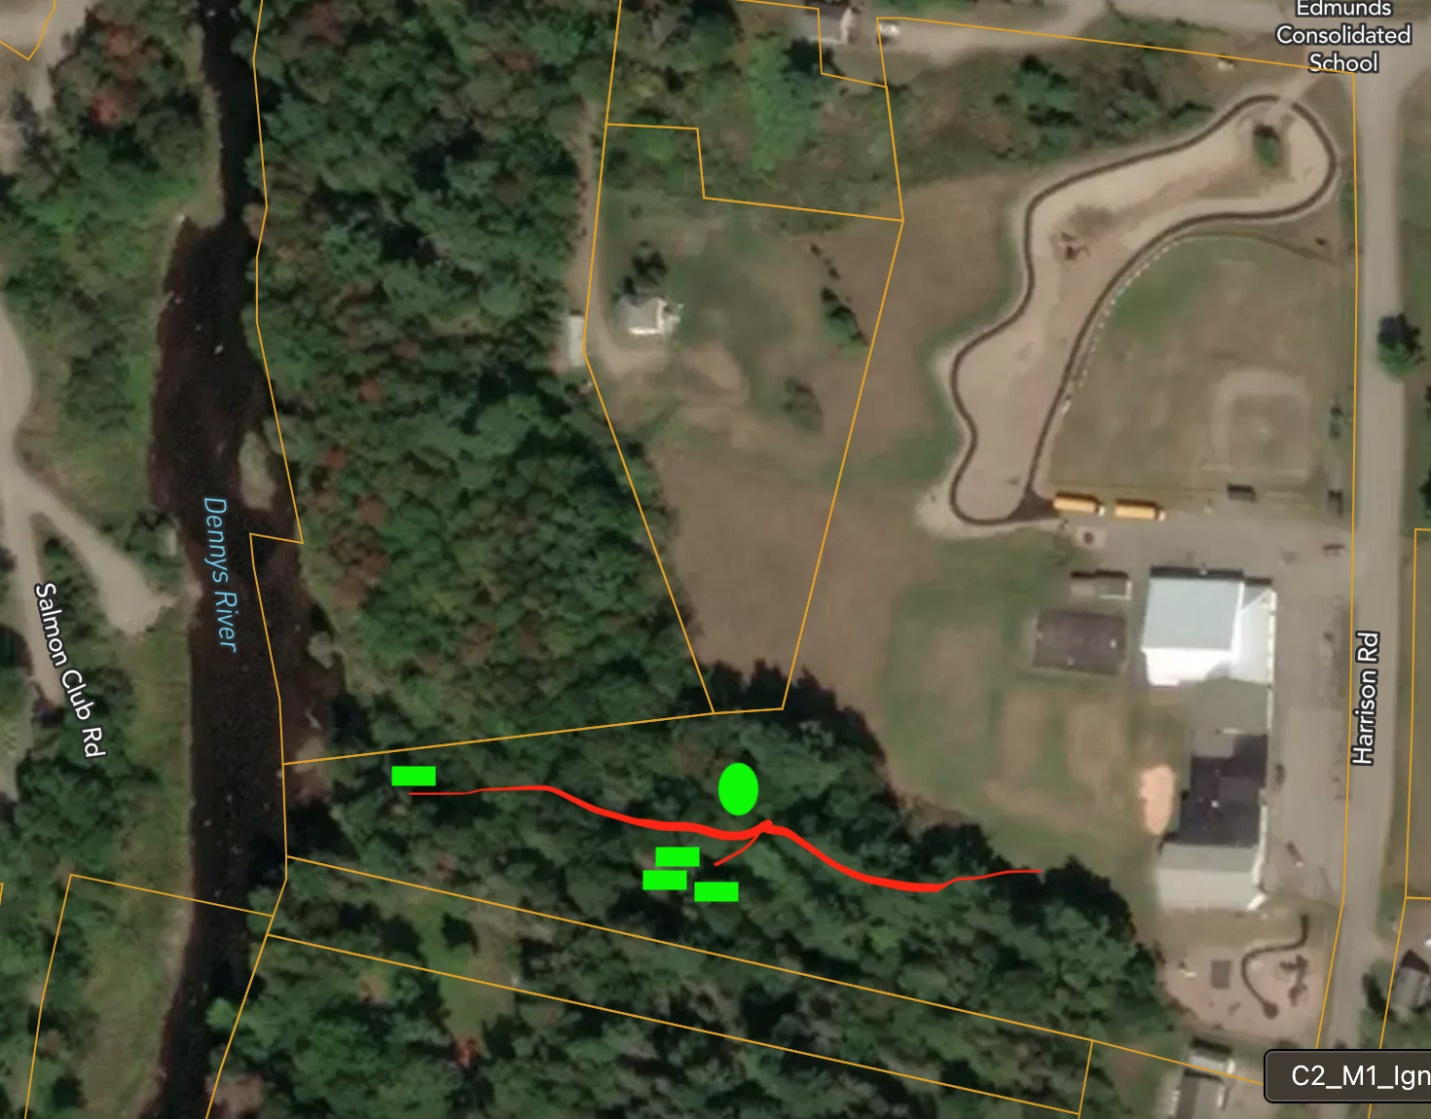 Edmunds
Consolidated
School
Dennys River
Salmon Club Rd
Harrison Rd
C2_M1_Ign